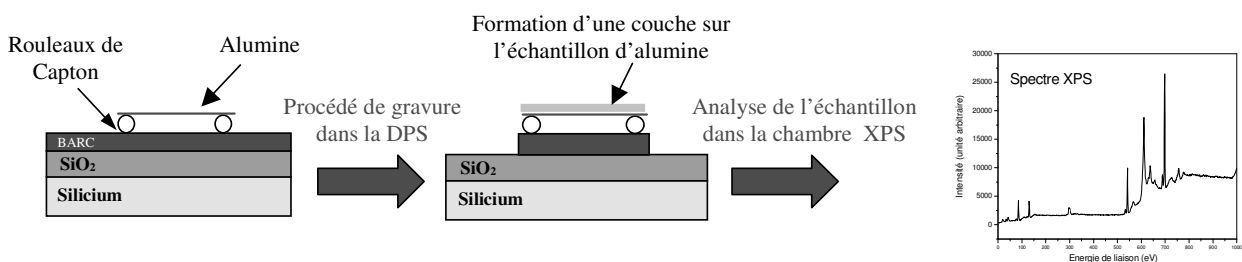 Rouleaux de
Capton
Alumine
BARC
SiO2
Silicium
Procédé de gravure
dans la DPS
Formation d'une couche sur
l'échantillon d'alumine
SiO2
Silicium
Analyse de l'échantillon
dans la chambre XPS
Spectre XPS
Intensité (unité arbitraire)
30000
25000
20000
15000
10000
5000
0
0 100 200 300 400 500 600 700 800 900 1000
Energie de liaison (eV)